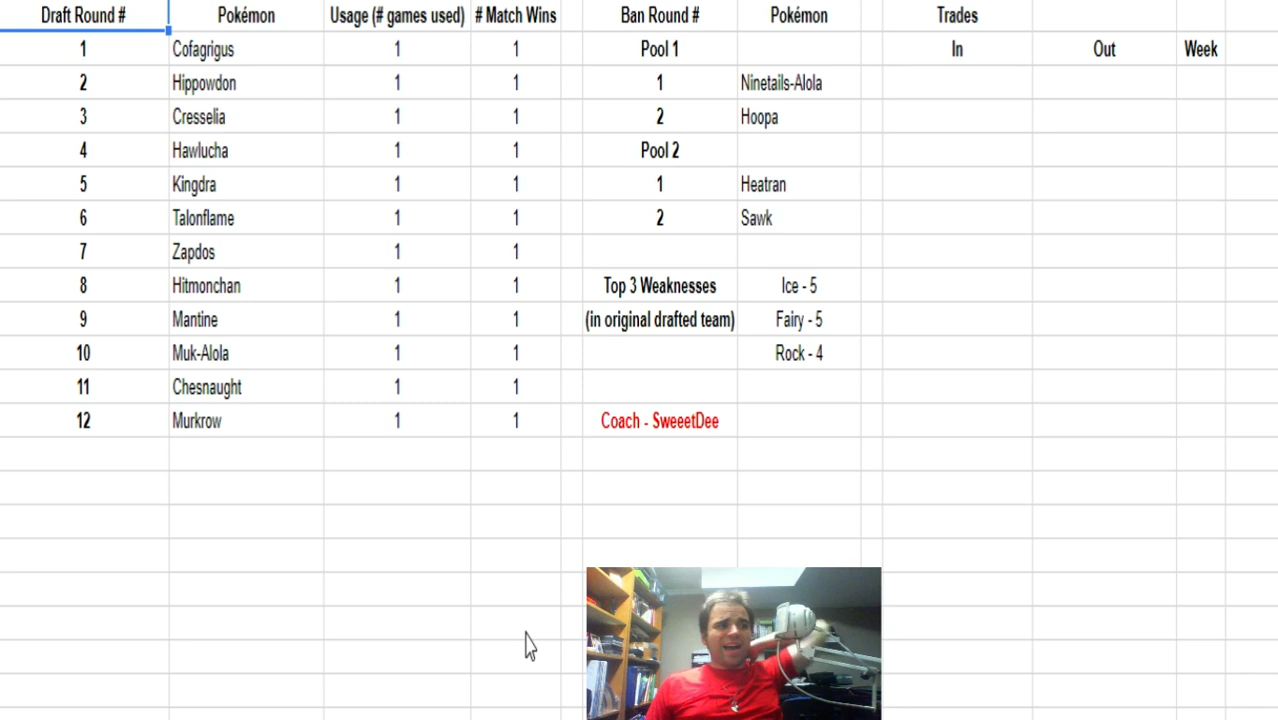 Draft Round # Pokémon Usage (# games used) # Match Wins Ban Round # Pokémon Trades
1 Cofagrigus 1 1 Pool 1 In Out Week
2 Hippowdon 1 1 1 Ninetails-Alola
3 Cresselia 1 1 2 Hoopa
4 Hawlucha 1 1 Pool 2
5 Kingdra 1 1 1 Heatran
6 Talonflame 1 1 2 Sawk
7 Zapdos 1 1
8 Hitmonchan 1 1 Top 3 Weaknesses Ice - 5
9 Mantine 1 1 (in original drafted team) Fairy - 5
10 Muk-Alola 1 1 Rock - 4
11 Chesnaught 1 1
12 Murkrow 1 1 Coach - SweeetDee